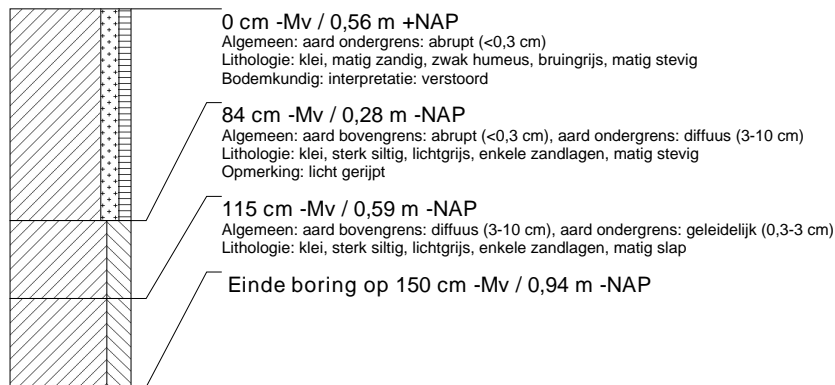 0 cm -Mv / 0,56 m +NAP
Algemeen: aard ondergrens: abrupt (<0,3 cm)
Lithologie: klei, matig zandig, zwak humeus, bruingrijs, matig stevig
Bodemkundig: interpretatie: verstoord
84 cm -Mv / 0,28 m -NAP
Algemeen: aard bovengrens: abrupt (<0,3 cm), aard ondergrens: diffuus (3-10 cm)
Lithologie: klei, sterk siltig, lichtgrijs, enkele zandlagen, matig stevig
Opmerking: licht gerijpt
115 cm -Mv / 0,59 m -NAP
Algemeen: aard bovengrens: diffuus (3-10 cm), aard ondergrens: geleidelijk (0,3-3 cm)
Lithologie: klei, sterk siltig, lichtgrijs, enkele zandlagen, matig slap
Einde boring op 150 cm -Mv / 0,94 m -NAP